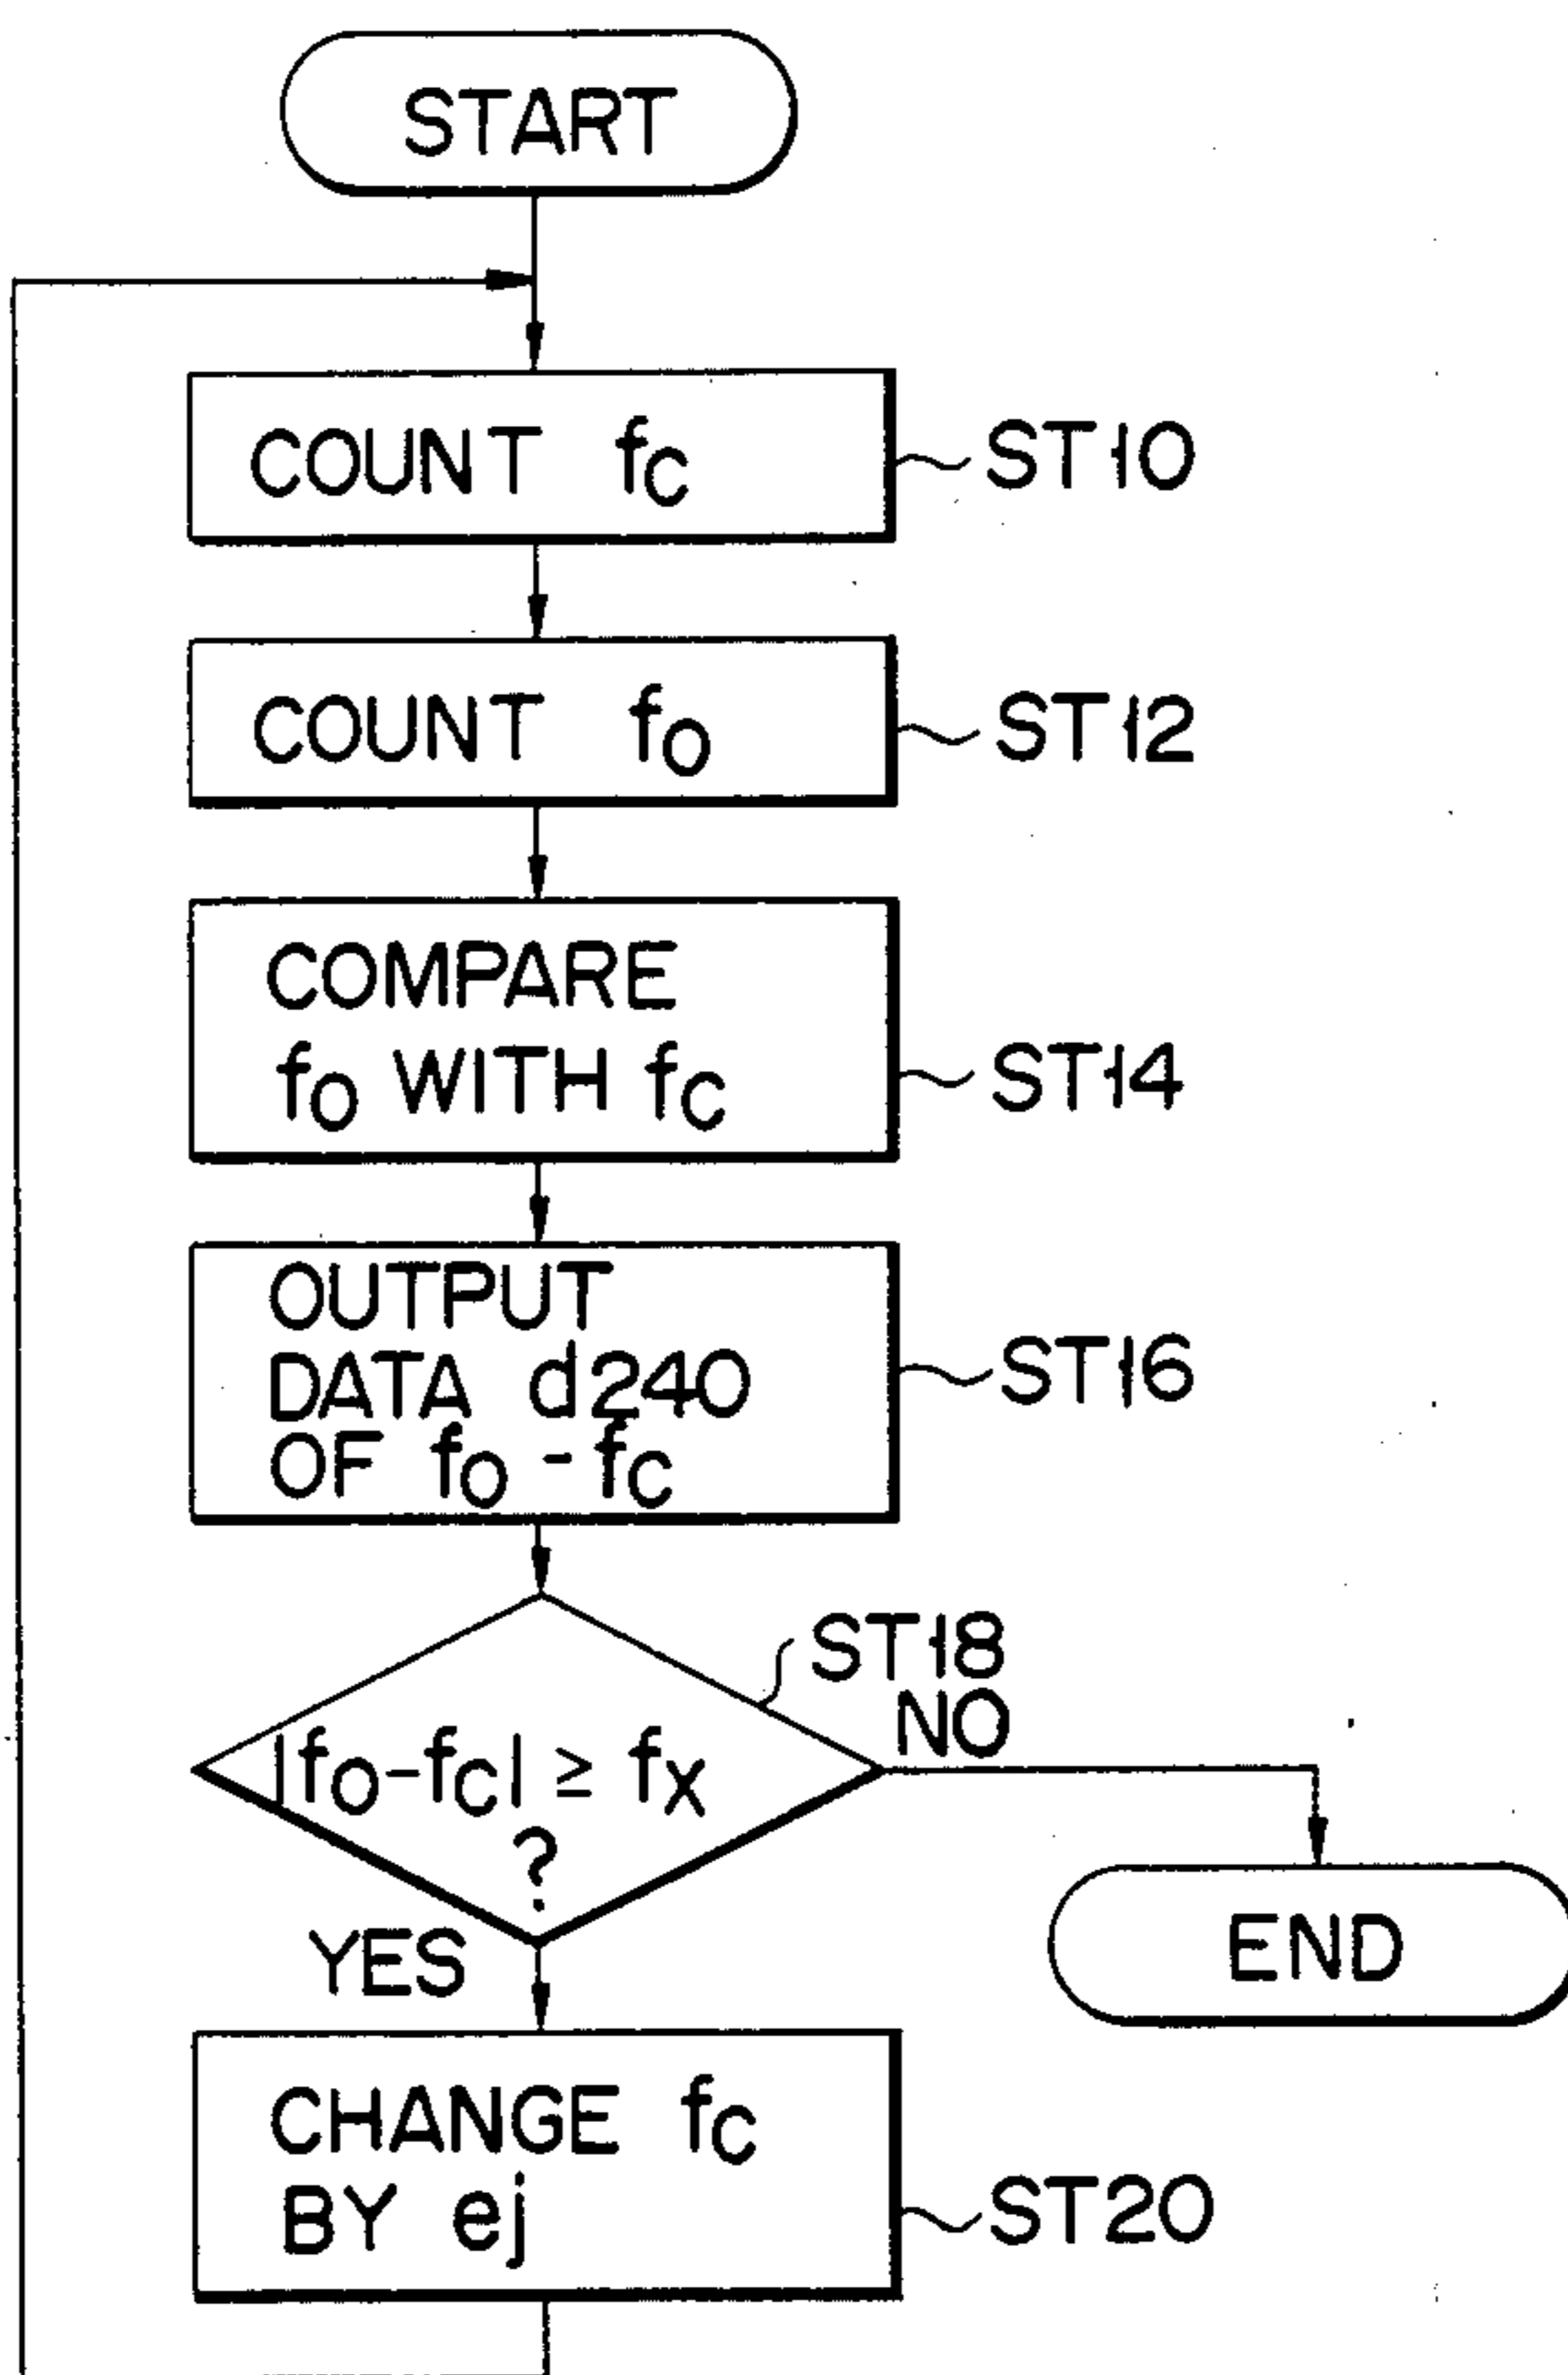 START
COUNT fc
ST10
COUNT fo
ST12
COMPARE
fo WITH fc
ST14
OUTPUT
DATA d240
OF fo - fc
ST16
ST18
NO
|fo-fc| ≥ fx
?
YES
END
CHANGE fc
BY ej
ST20